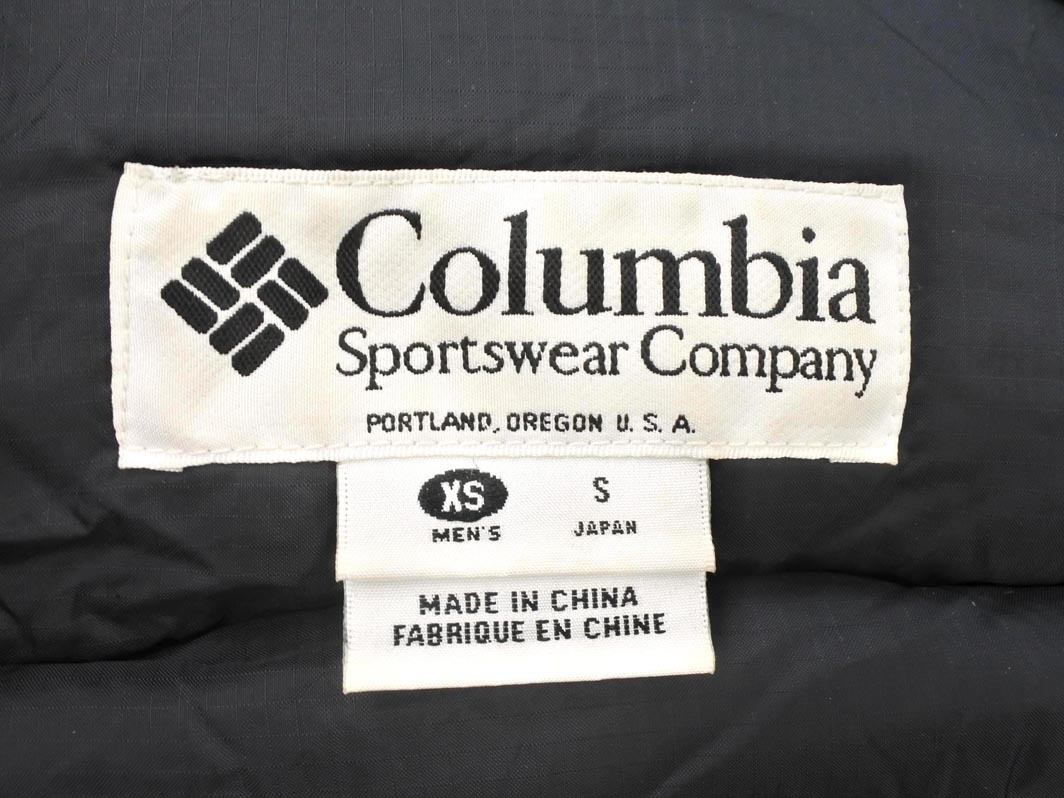 Columbia
Sportswear Company
PORTLAND, OREGON U. S. A.
XS S
MEN'S JAPAN
MADE IN CHINA
FABRIQUE EN CHINE